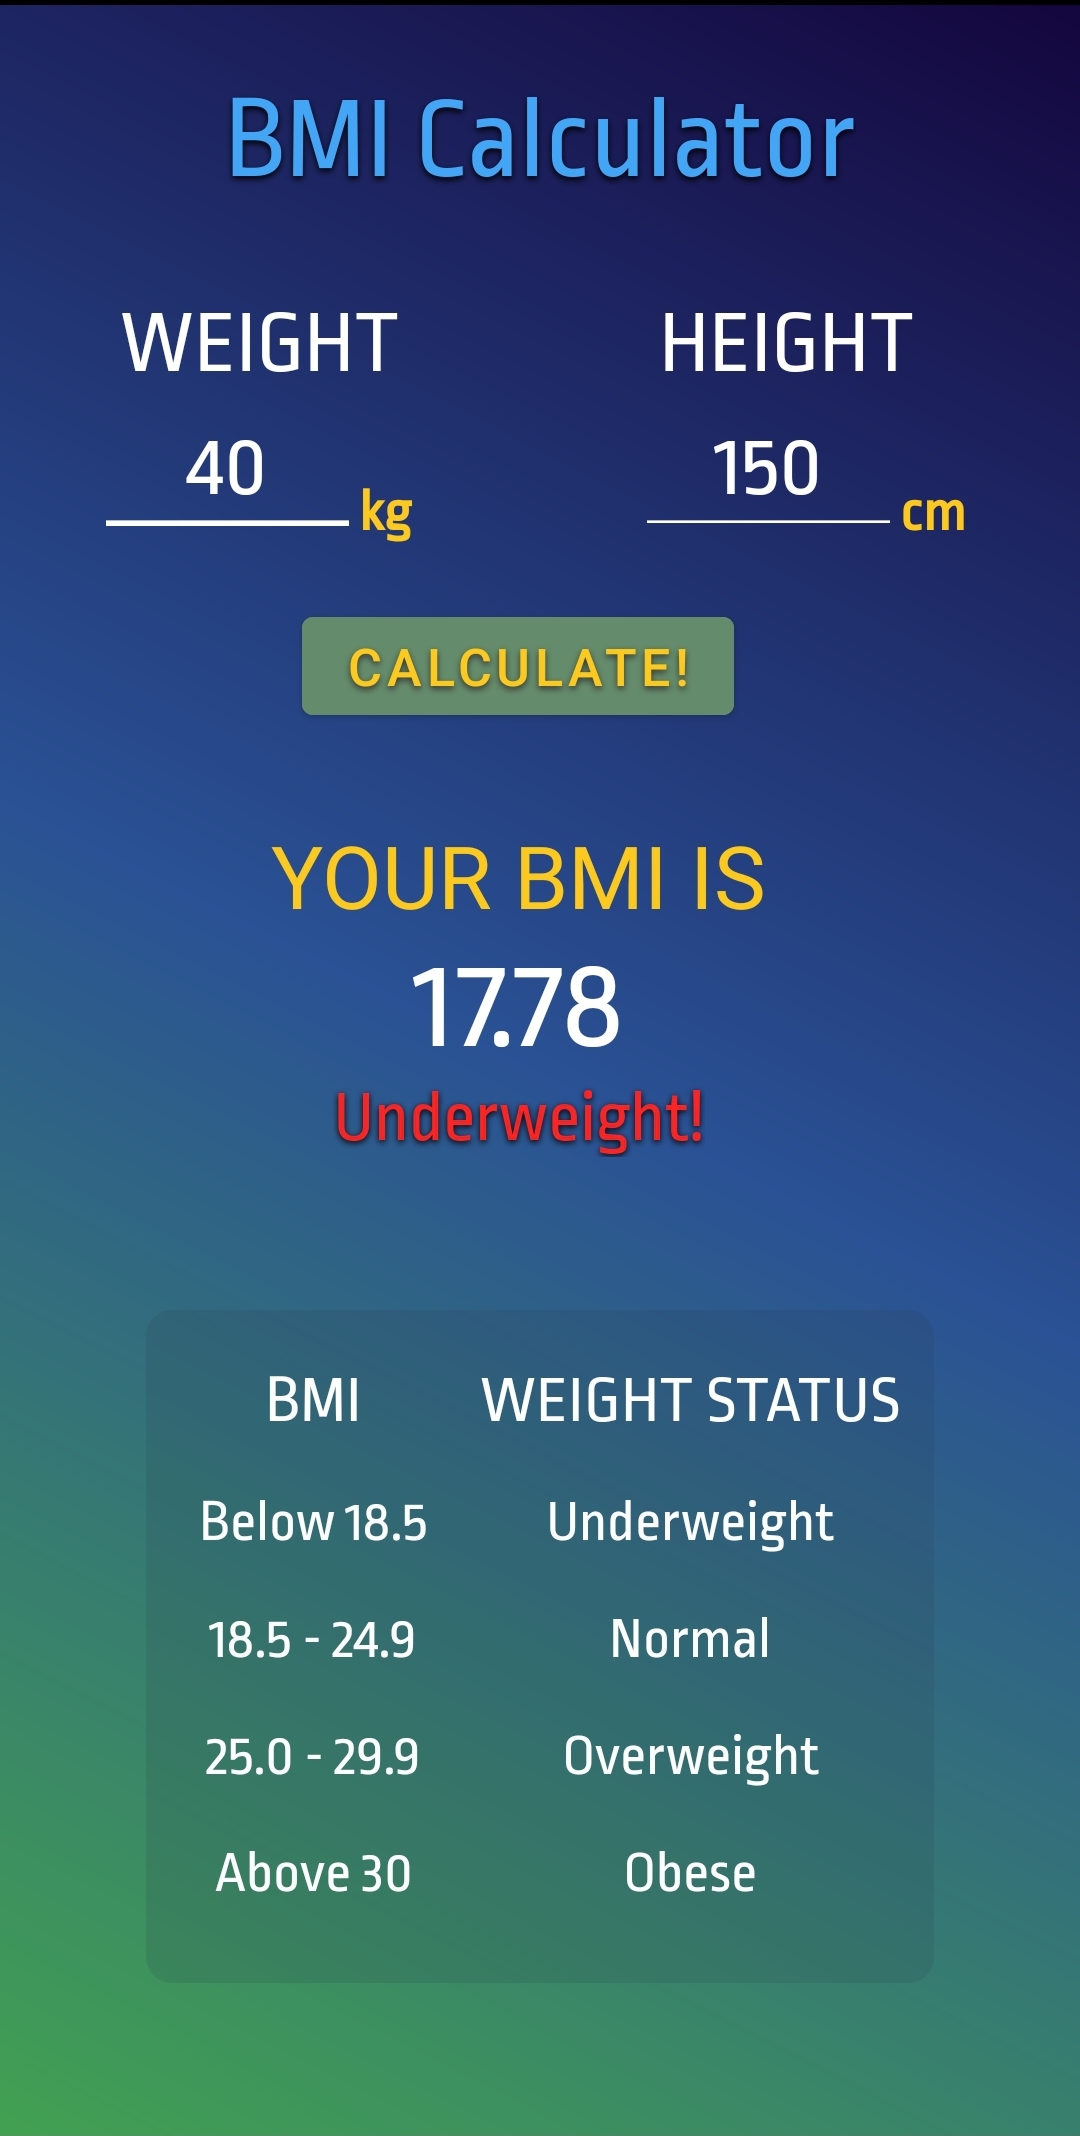 BMI Calculator
WEIGHT HEIGHT
40 kg 150 cm
CALCULATE!
YOUR BMI IS
17.78
Underweight!
BMI WEIGHT STATUS
Below 18.5 Underweight
18.5 - 24.9 Normal
25.0 - 29.9 Overweight
Above 30 Obese